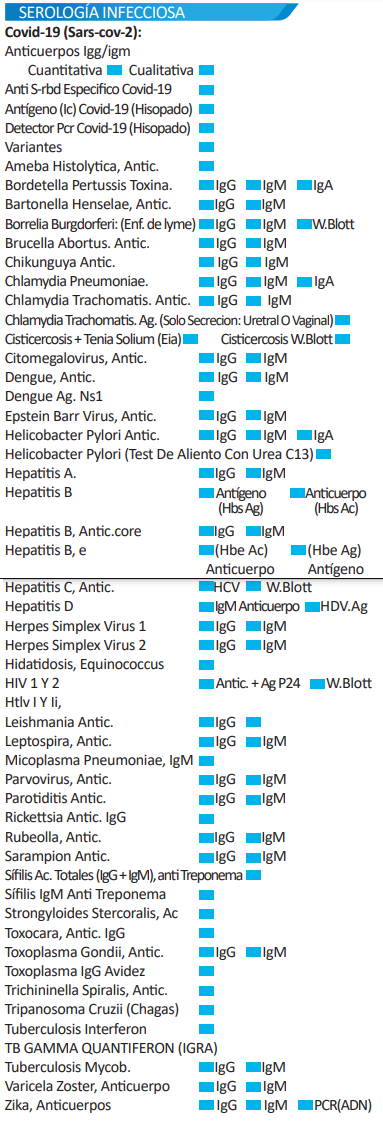 SEROLOGÍA INFECCIOSA
Covid-19 (Sars-cov-2):
Anticuerpos Igg/igm
Cuantitativa Cualitativa
Anti S-rbd Especifico Covid-19
Antígeno (Ic) Covid-19 (Hisopado)
Detector Pcr Covid-19 (Hisopado)
Variantes
Ameba Histolytica, Antic.
Bordetella Pertussis Toxina. IgG IgM IgA
Bartonella Henselae, Antic. IgG IgM
Borrelia Burgdorferi: (Enf. de lyme) IgG IgM W.Blott
Brucella Abortus. Antic. IgG IgM
Chikunguya Antic. IgG IgM
Chlamydia Pneumoniae. IgG IgM IgA
Chlamydia Trachomatis. Antic. IgG IgM
Chlamydia Trachomatis. Ag. (Solo Secrecion: Uretral O Vaginal)
Cisticercosis + Tenia Solium (Eia) Cisticercosis W.Blott
Citomegalovirus, Antic. IgG IgM
Dengue, Antic. IgG IgM
Dengue Ag. Ns1
Epstein Barr Virus, Antic. IgG IgM
Helicobacter Pylori Antic. IgG IgM IgA
Helicobacter Pylori (Test De Aliento Con Urea C13)
Hepatitis A. IgG IgM
Hepatitis B Antígeno Anticuerpo
(Hbs Ag) (Hbs Ac)
Hepatitis B, Antic.core IgG IgM
Hepatitis B, e (Hbe Ac) (Hbe Ag)
Anticuerpo Antígeno
Hepatitis C, Antic. HCV W.Blott
Hepatitis D IgM Anticuerpo HDV.Ag
Herpes Simplex Virus 1 IgG IgM
Herpes Simplex Virus 2 IgG IgM
Hidatidosis, Equinococcus
HIV 1 Y 2 Antic. + Ag P24 W.Blott
Htlv I Y Ii,
Leishmania Antic. IgG
Leptospira, Antic. IgG IgM
Micoplasma Pneumoniae, IgM
Parvovirus, Antic. IgG IgM
Parotiditis Antic. IgG IgM
Rickettsia Antic. IgG
Rubeolla, Antic. IgG IgM
Sarampion Antic. IgG IgM
Sífilis Ac. Totales (IgG + IgM), anti Treponema
Sífilis IgM Anti Treponema
Strongyloides Stercoralis, Ac
Toxocara, Antic. IgG
Toxoplasma Gondii, Antic. IgG IgM
Toxoplasma IgG Avidez
Trichininella Spiralis, Antic.
Tripanosoma Cruzii (Chagas)
Tuberculosis Interferon
TB GAMMA QUANTIFERON (IGRA)
Tuberculosis Mycob. IgG IgM
Varicela Zoster, Anticuerpo IgG IgM
Zika, Anticuerpos IgG IgM PCR(ADN)